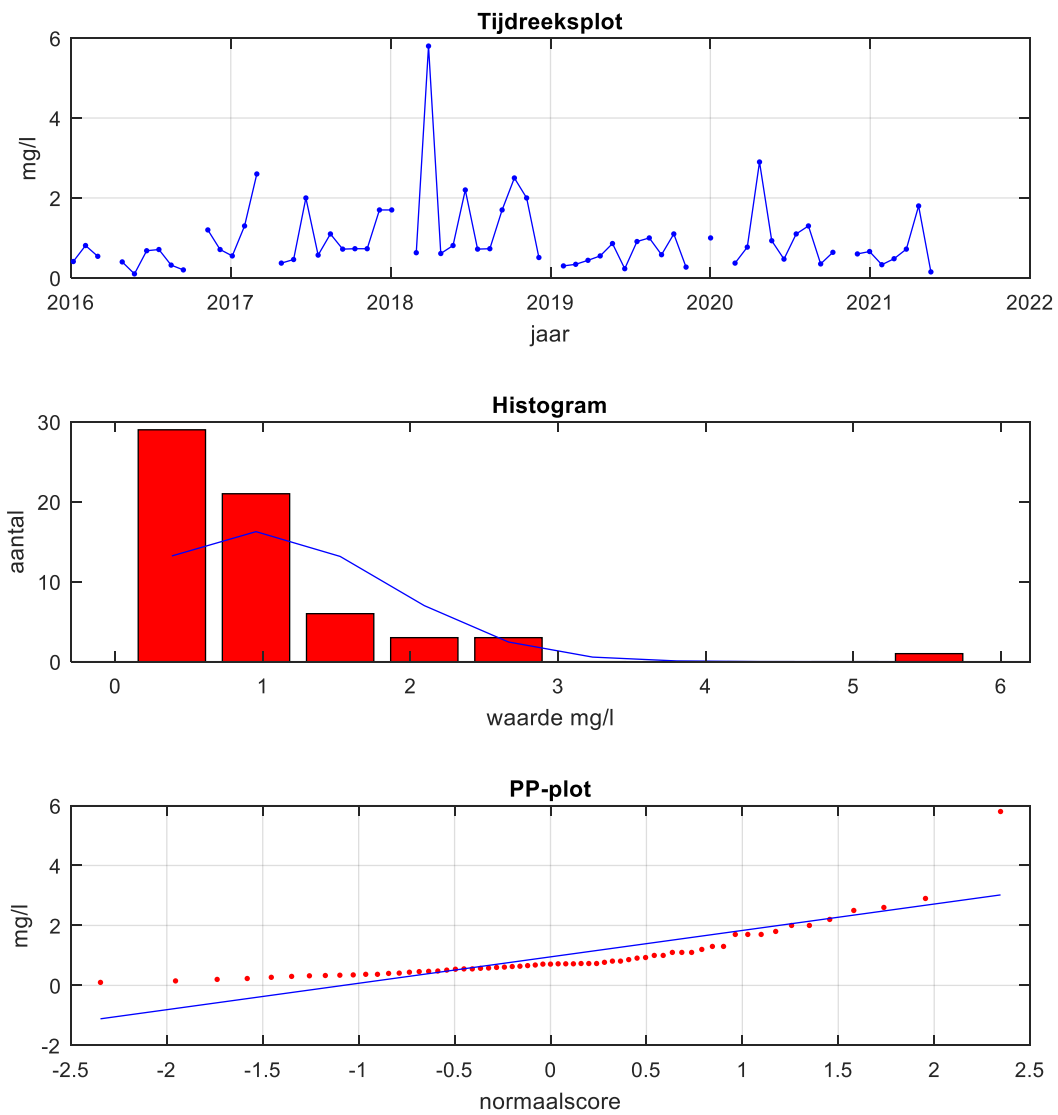 Tijdreeksplot
6
4
2
0
mg/l
2016 2017 2018 2019 2020 2021 2022
jaar
Histogram
30
20
10
0
aantal
0 1 2 3 4 5 6
waarde mg/l
PP-plot
6
4
2
0
-2
mg/l
-2.5 -2 -1.5 -1 -0.5 0 0.5 1 1.5 2 2.5
normaalscore